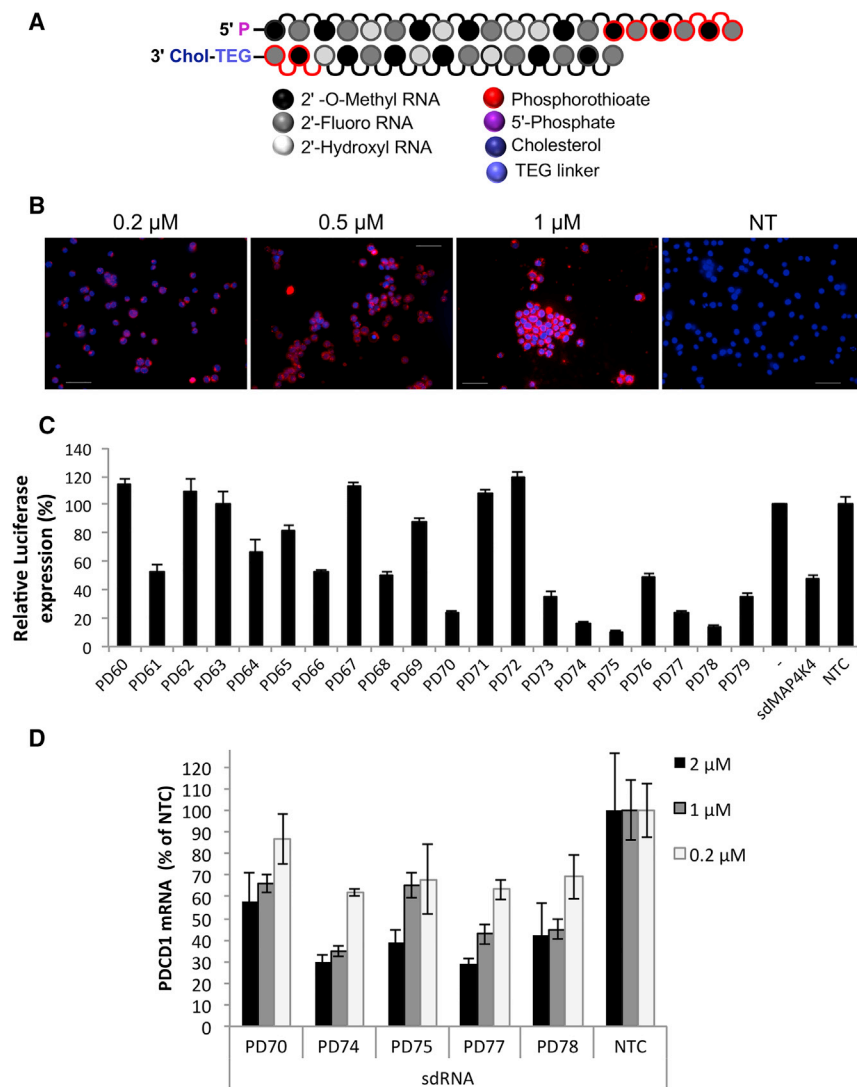 A
5' P
3' Chol-TEG
2' -O-Methyl RNA
2'-Fluoro RNA
2'-Hydroxyl RNA
Phosphorothioate
5'-Phosphate
Cholesterol
TEG linker
B
0.2 µM 0.5 µM 1 µM NT
C
Relative Luciferase
expression (%)
140
120
100
80
60
40
20
0
PD60 PD61 PD62 PD63 PD64 PD65 PD66 PD67 PD68 PD69 PD70 PD71 PD72 PD73 PD74 PD75 PD76 PD77 PD78 PD79 - sdMAP4K4 NTC
D
PDCD1 mRNA (% of NTC)
120
110
100
90
80
70
60
50
40
30
20
10
0
2 µM
1 µM
0.2 µM
PD70 PD74 PD75 PD77 PD78 NTC
sdRNA